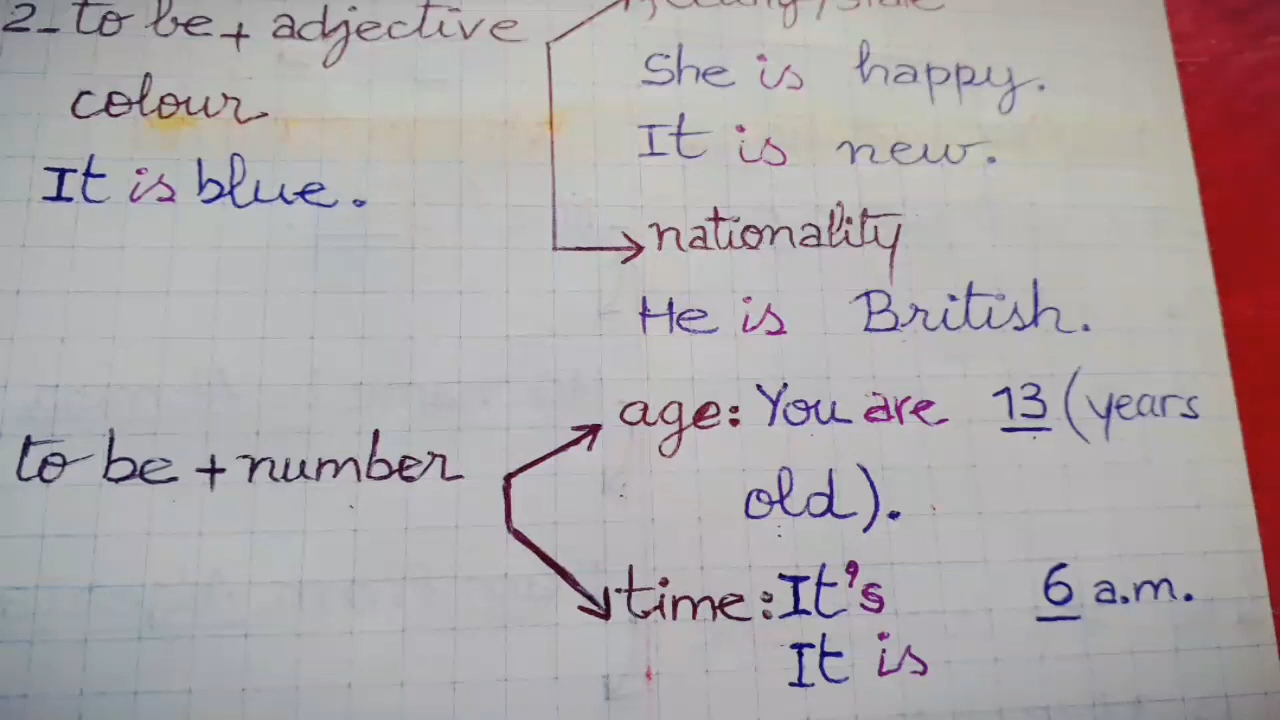 2- to be + adjective
colour
It is blue.
She is happy.
It is new.
nationality
He is British.
to be + number
age: You are 13 (years
old).
time: It's 6 a.m.
It is